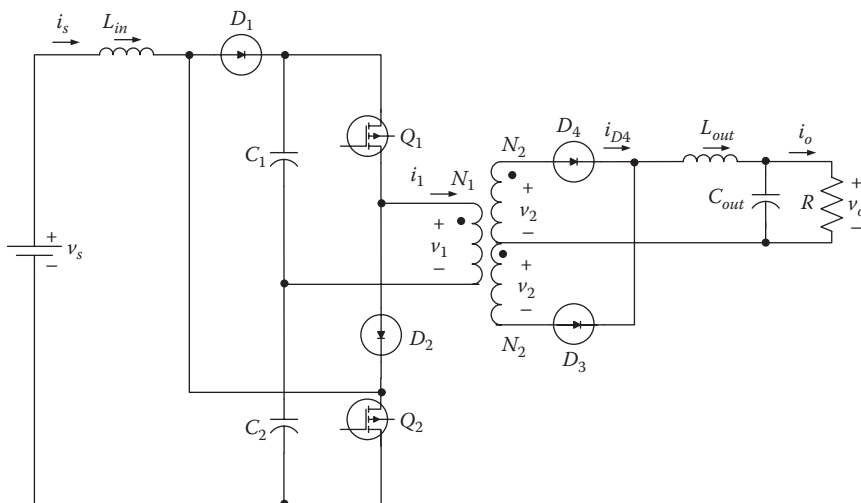 i_s
L_in
D_1
C_1
Q_1
i_1
N_1
+
v_1
−
N_2
D_4
i_D4
L_out
i_o
+
v_2
−
C_out
R
+
v_o
−
+
v_s
−
+
v_2
−
N_2
D_3
D_2
C_2
Q_2